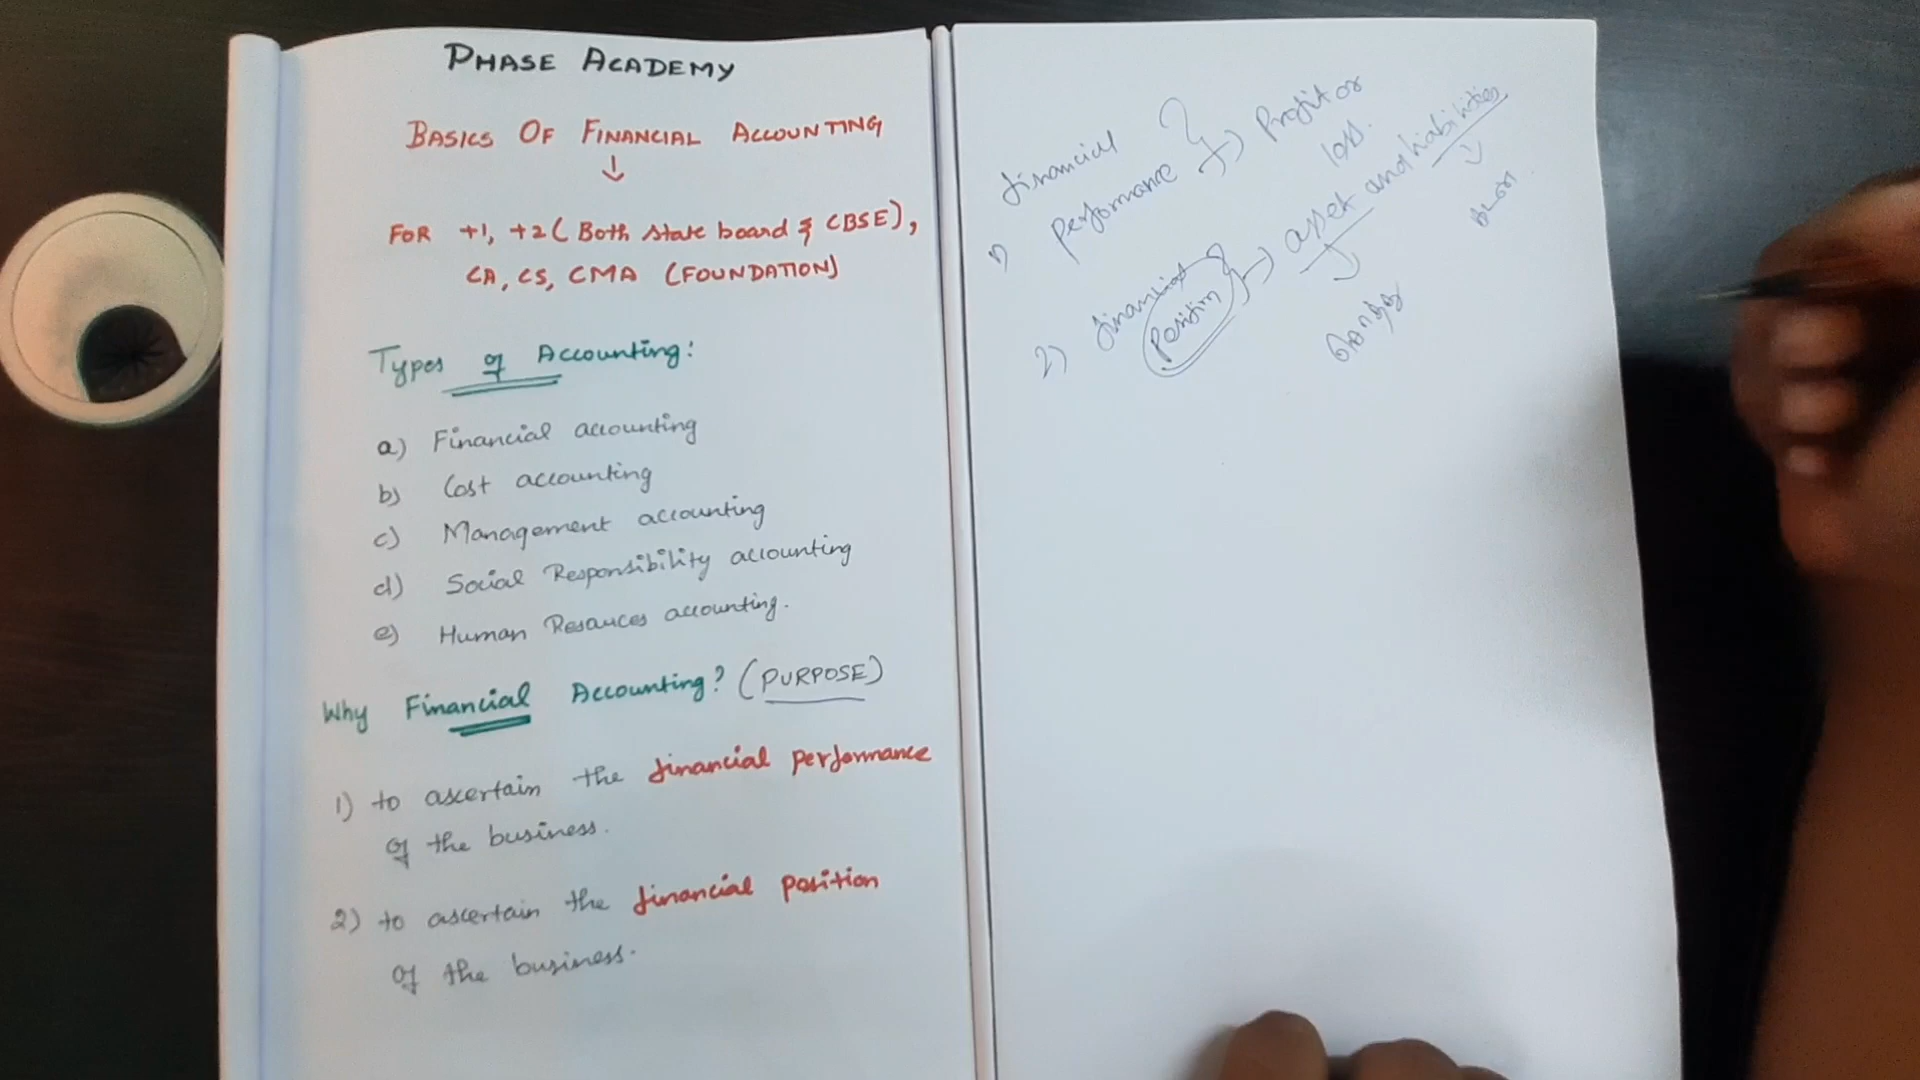 PHASE ACADEMY
BASICS OF FINANCIAL ACCOUNTING
↓
FOR +1, +2 ( Both state board & CBSE ),
CA, CS, CMA (FOUNDATION)
Types of Accounting:
a) Financial accounting
b) Cost accounting
c) Management accounting
d) Social Responsibility accounting
e) Human Resauces accounting.
Why Financial Accounting? (PURPOSE)
1) to ascertain the financial performance
of the business.
2) to ascertain the financial position
of the business.
1) financial
performance } → Profit or
loss.
2) financial
position } → asset and liabilities
சொத்து
கடன்